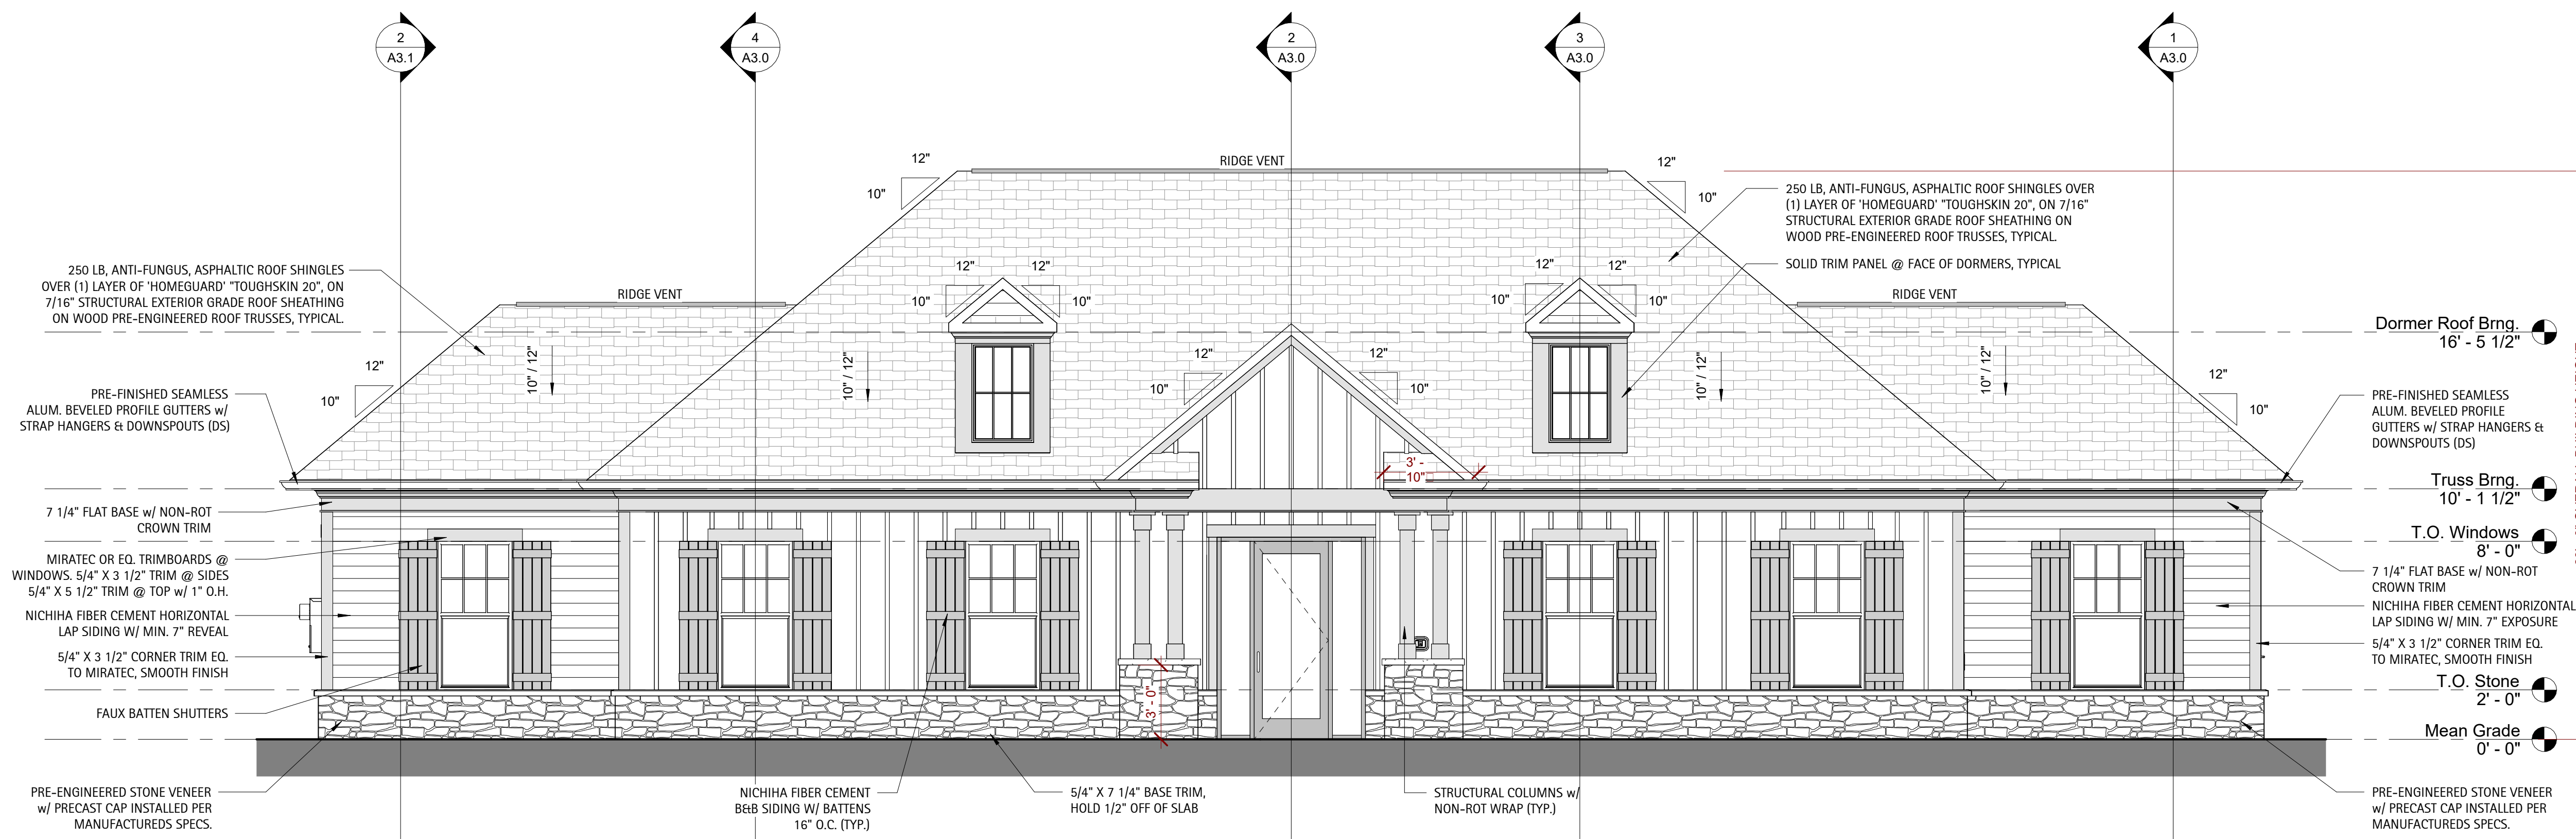 2
A3.1
4
A3.0
2
A3.0
3
A3.0
1
A3.0
RIDGE VENT
12"
10"
12"
10"
250 LB, ANTI-FUNGUS, ASPHALTIC ROOF SHINGLES OVER
(1) LAYER OF 'HOMEGUARD' "TOUGHSKIN 20", ON 7/16"
STRUCTURAL EXTERIOR GRADE ROOF SHEATHING ON
WOOD PRE-ENGINEERED ROOF TRUSSES, TYPICAL.
SOLID TRIM PANEL @ FACE OF DORMERS, TYPICAL
250 LB, ANTI-FUNGUS, ASPHALTIC ROOF SHINGLES
OVER (1) LAYER OF 'HOMEGUARD' "TOUGHSKIN 20", ON
7/16" STRUCTURAL EXTERIOR GRADE ROOF SHEATHING
ON WOOD PRE-ENGINEERED ROOF TRUSSES, TYPICAL.
RIDGE VENT
12"
12"
10"
10"
12"
12"
10"
10"
RIDGE VENT
Dormer Roof Brng.
16' - 5 1/2"
12"
10"
10" / 12"
10" / 12"
12"
12"
10"
10"
10" / 12"
10" / 12"
12"
10"
PRE-FINISHED SEAMLESS
ALUM. BEVELED PROFILE GUTTERS w/
STRAP HANGERS & DOWNSPOUTS (DS)
PRE-FINISHED SEAMLESS
ALUM. BEVELED PROFILE
GUTTERS w/ STRAP HANGERS &
DOWNSPOUTS (DS)
3' -
10"
Truss Brng.
10' - 1 1/2"
7 1/4" FLAT BASE w/ NON-ROT
CROWN TRIM
T.O. Windows
8' - 0"
MIRATEC OR EQ. TRIMBOARDS @
WINDOWS. 5/4" X 3 1/2" TRIM @ SIDES
5/4" X 5 1/2" TRIM @ TOP w/ 1" O.H.
7 1/4" FLAT BASE w/ NON-ROT
CROWN TRIM
NICHIHA FIBER CEMENT HORIZONTAL
LAP SIDING W/ MIN. 7" REVEAL
NICHIHA FIBER CEMENT HORIZONTAL
LAP SIDING W/ MIN. 7" EXPOSURE
5/4" X 3 1/2" CORNER TRIM EQ.
TO MIRATEC, SMOOTH FINISH
5/4" X 3 1/2" CORNER TRIM EQ.
TO MIRATEC, SMOOTH FINISH
FAUX BATTEN SHUTTERS
3' - 0"
T.O. Stone
2' - 0"
Mean Grade
0' - 0"
PRE-ENGINEERED STONE VENEER
w/ PRECAST CAP INSTALLED PER
MANUFACTUREDS SPECS.
NICHIHA FIBER CEMENT
B&B SIDING W/ BATTENS
16" O.C. (TYP.)
5/4" X 7 1/4" BASE TRIM,
HOLD 1/2" OFF OF SLAB
STRUCTURAL COLUMNS w/
NON-ROT WRAP (TYP.)
PRE-ENGINEERED STONE VENEER
w/ PRECAST CAP INSTALLED PER
MANUFACTUREDS SPECS.